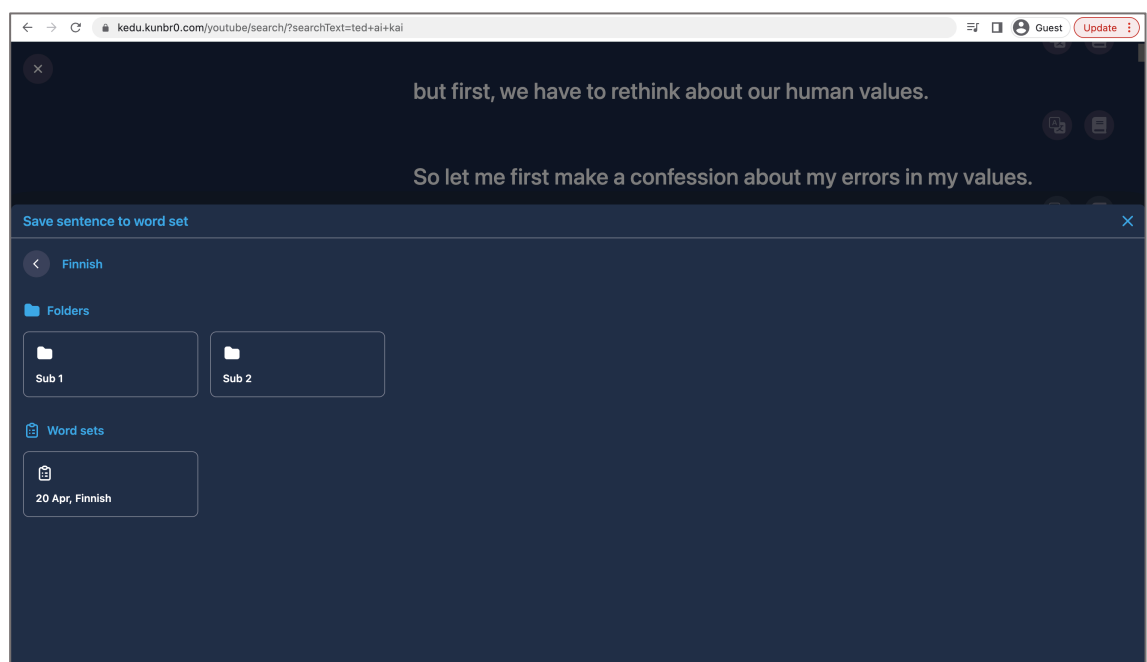 kedu.kunbr0.com/youtube/search/?searchText=ted+ai+kai
Guest
Update
but first, we have to rethink about our human values.
So let me first make a confession about my errors in my values.
Save sentence to word set
Finnish
Folders
Sub 1
Sub 2
Word sets
20 Apr, Finnish